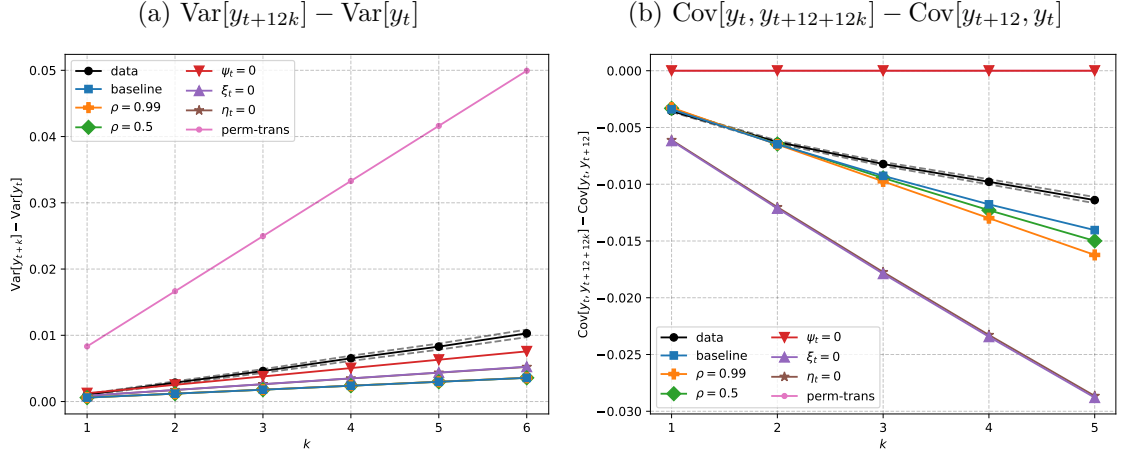 (a) Var[y_{t+12k}] − Var[y_t]
0.05
0.04
0.03
0.02
0.01
0.00
Var[y_{t+k}] − Var[y_t]
data
baseline
ρ = 0.99
ρ = 0.5
ψ_t = 0
ξ_t = 0
η_t = 0
perm-trans
1 2 3 4 5 6
k
(b) Cov[y_t, y_{t+12+12k}] − Cov[y_{t+12}, y_t]
0.000
−0.005
−0.010
−0.015
−0.020
−0.025
−0.030
Cov[y_t, y_{t+12+12k}] − Cov[y_t, y_{t+12}]
data
baseline
ρ = 0.99
ρ = 0.5
ψ_t = 0
ξ_t = 0
η_t = 0
perm-trans
1 2 3 4 5
k